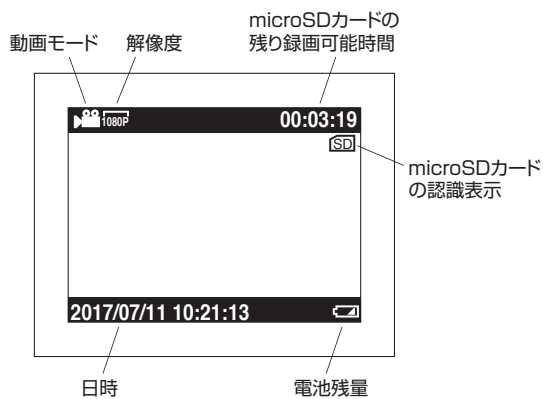 microSDカードの
残り録画可能時間
動画モード
解像度
1080P
00:03:19
SD
microSDカード
の認識表示
2017/07/11 10:21:13
日時
電池残量